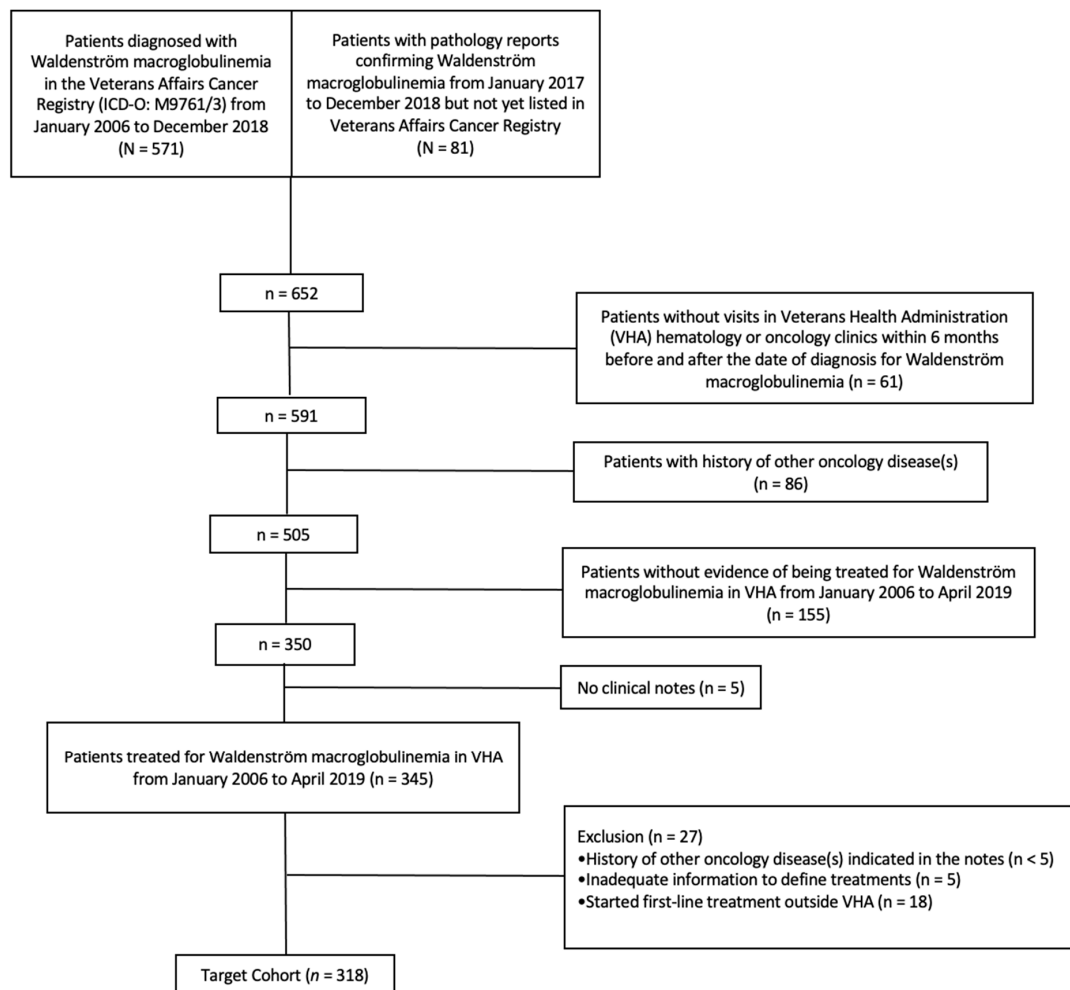 Patients diagnosed with
Waldenström macroglobulinemia
in the Veterans Affairs Cancer
Registry (ICD-O: M9761/3) from
January 2006 to December 2018
(N = 571)
Patients with pathology reports
confirming Waldenström
macroglobulinemia from January 2017
to December 2018 but not yet listed in
Veterans Affairs Cancer Registry
(N = 81)
n = 652
Patients without visits in Veterans Health Administration
(VHA) hematology or oncology clinics within 6 months
before and after the date of diagnosis for Waldenström
macroglobulinemia (n = 61)
n = 591
Patients with history of other oncology disease(s)
(n = 86)
n = 505
Patients without evidence of being treated for Waldenström
macroglobulinemia in VHA from January 2006 to April 2019
(n = 155)
n = 350
No clinical notes (n = 5)
Patients treated for Waldenström macroglobulinemia in VHA
from January 2006 to April 2019 (n = 345)
Exclusion (n = 27)
•History of other oncology disease(s) indicated in the notes (n < 5)
•Inadequate information to define treatments (n = 5)
•Started first-line treatment outside VHA (n = 18)
Target Cohort (n = 318)